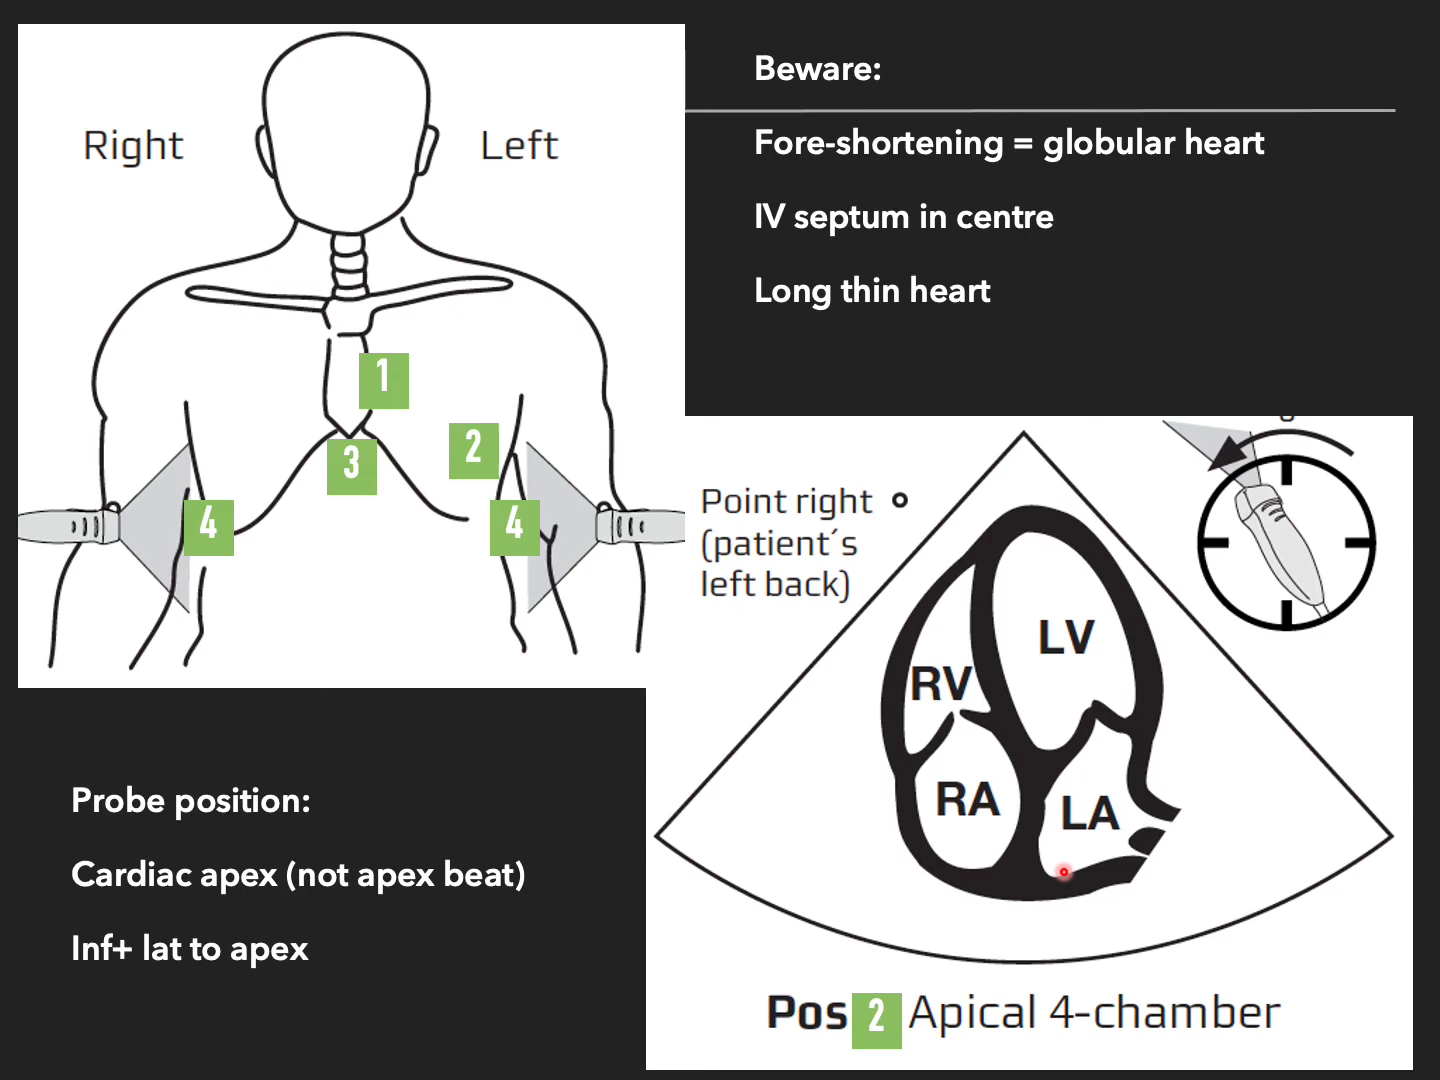 Right
Left
1
2
3
4
4
Beware:
Fore-shortening = globular heart
IV septum in centre
Long thin heart
Point right
(patient´s
left back)
LV
RV
RA
LA
Pos 2 Apical 4-chamber
Probe position:
Cardiac apex (not apex beat)
Inf+ lat to apex